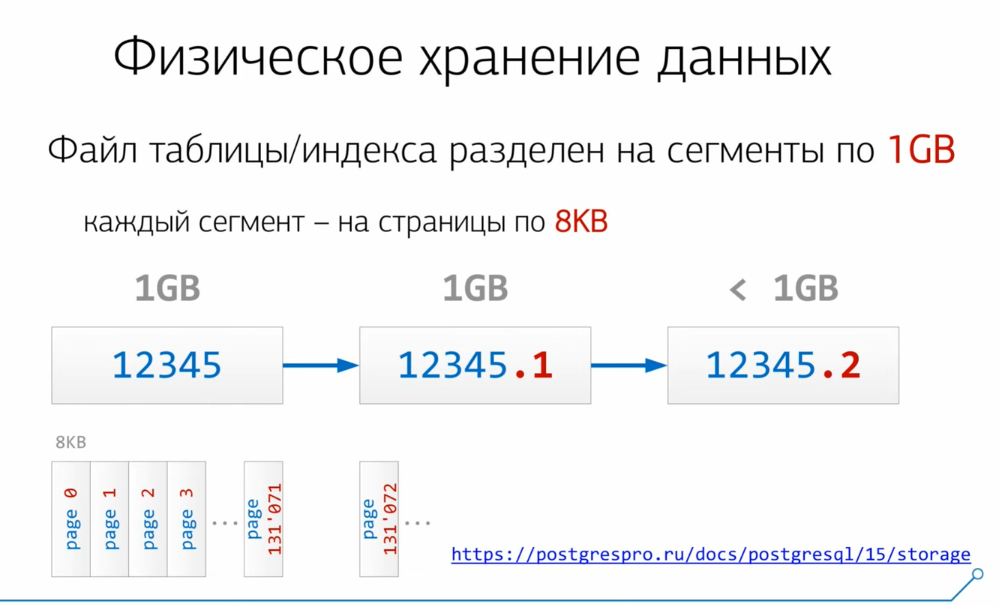 Физическое хранение данных
Файл таблицы/индекса разделен на сегменты по 1GB
каждый сегмент – на страницы по 8KB
1GB 1GB < 1GB
12345 12345.1 12345.2
8KB
page 0 page 1 page 2 page 3 ... page 131'071 page 131'072 ...
https://postgrespro.ru/docs/postgresql/15/storage